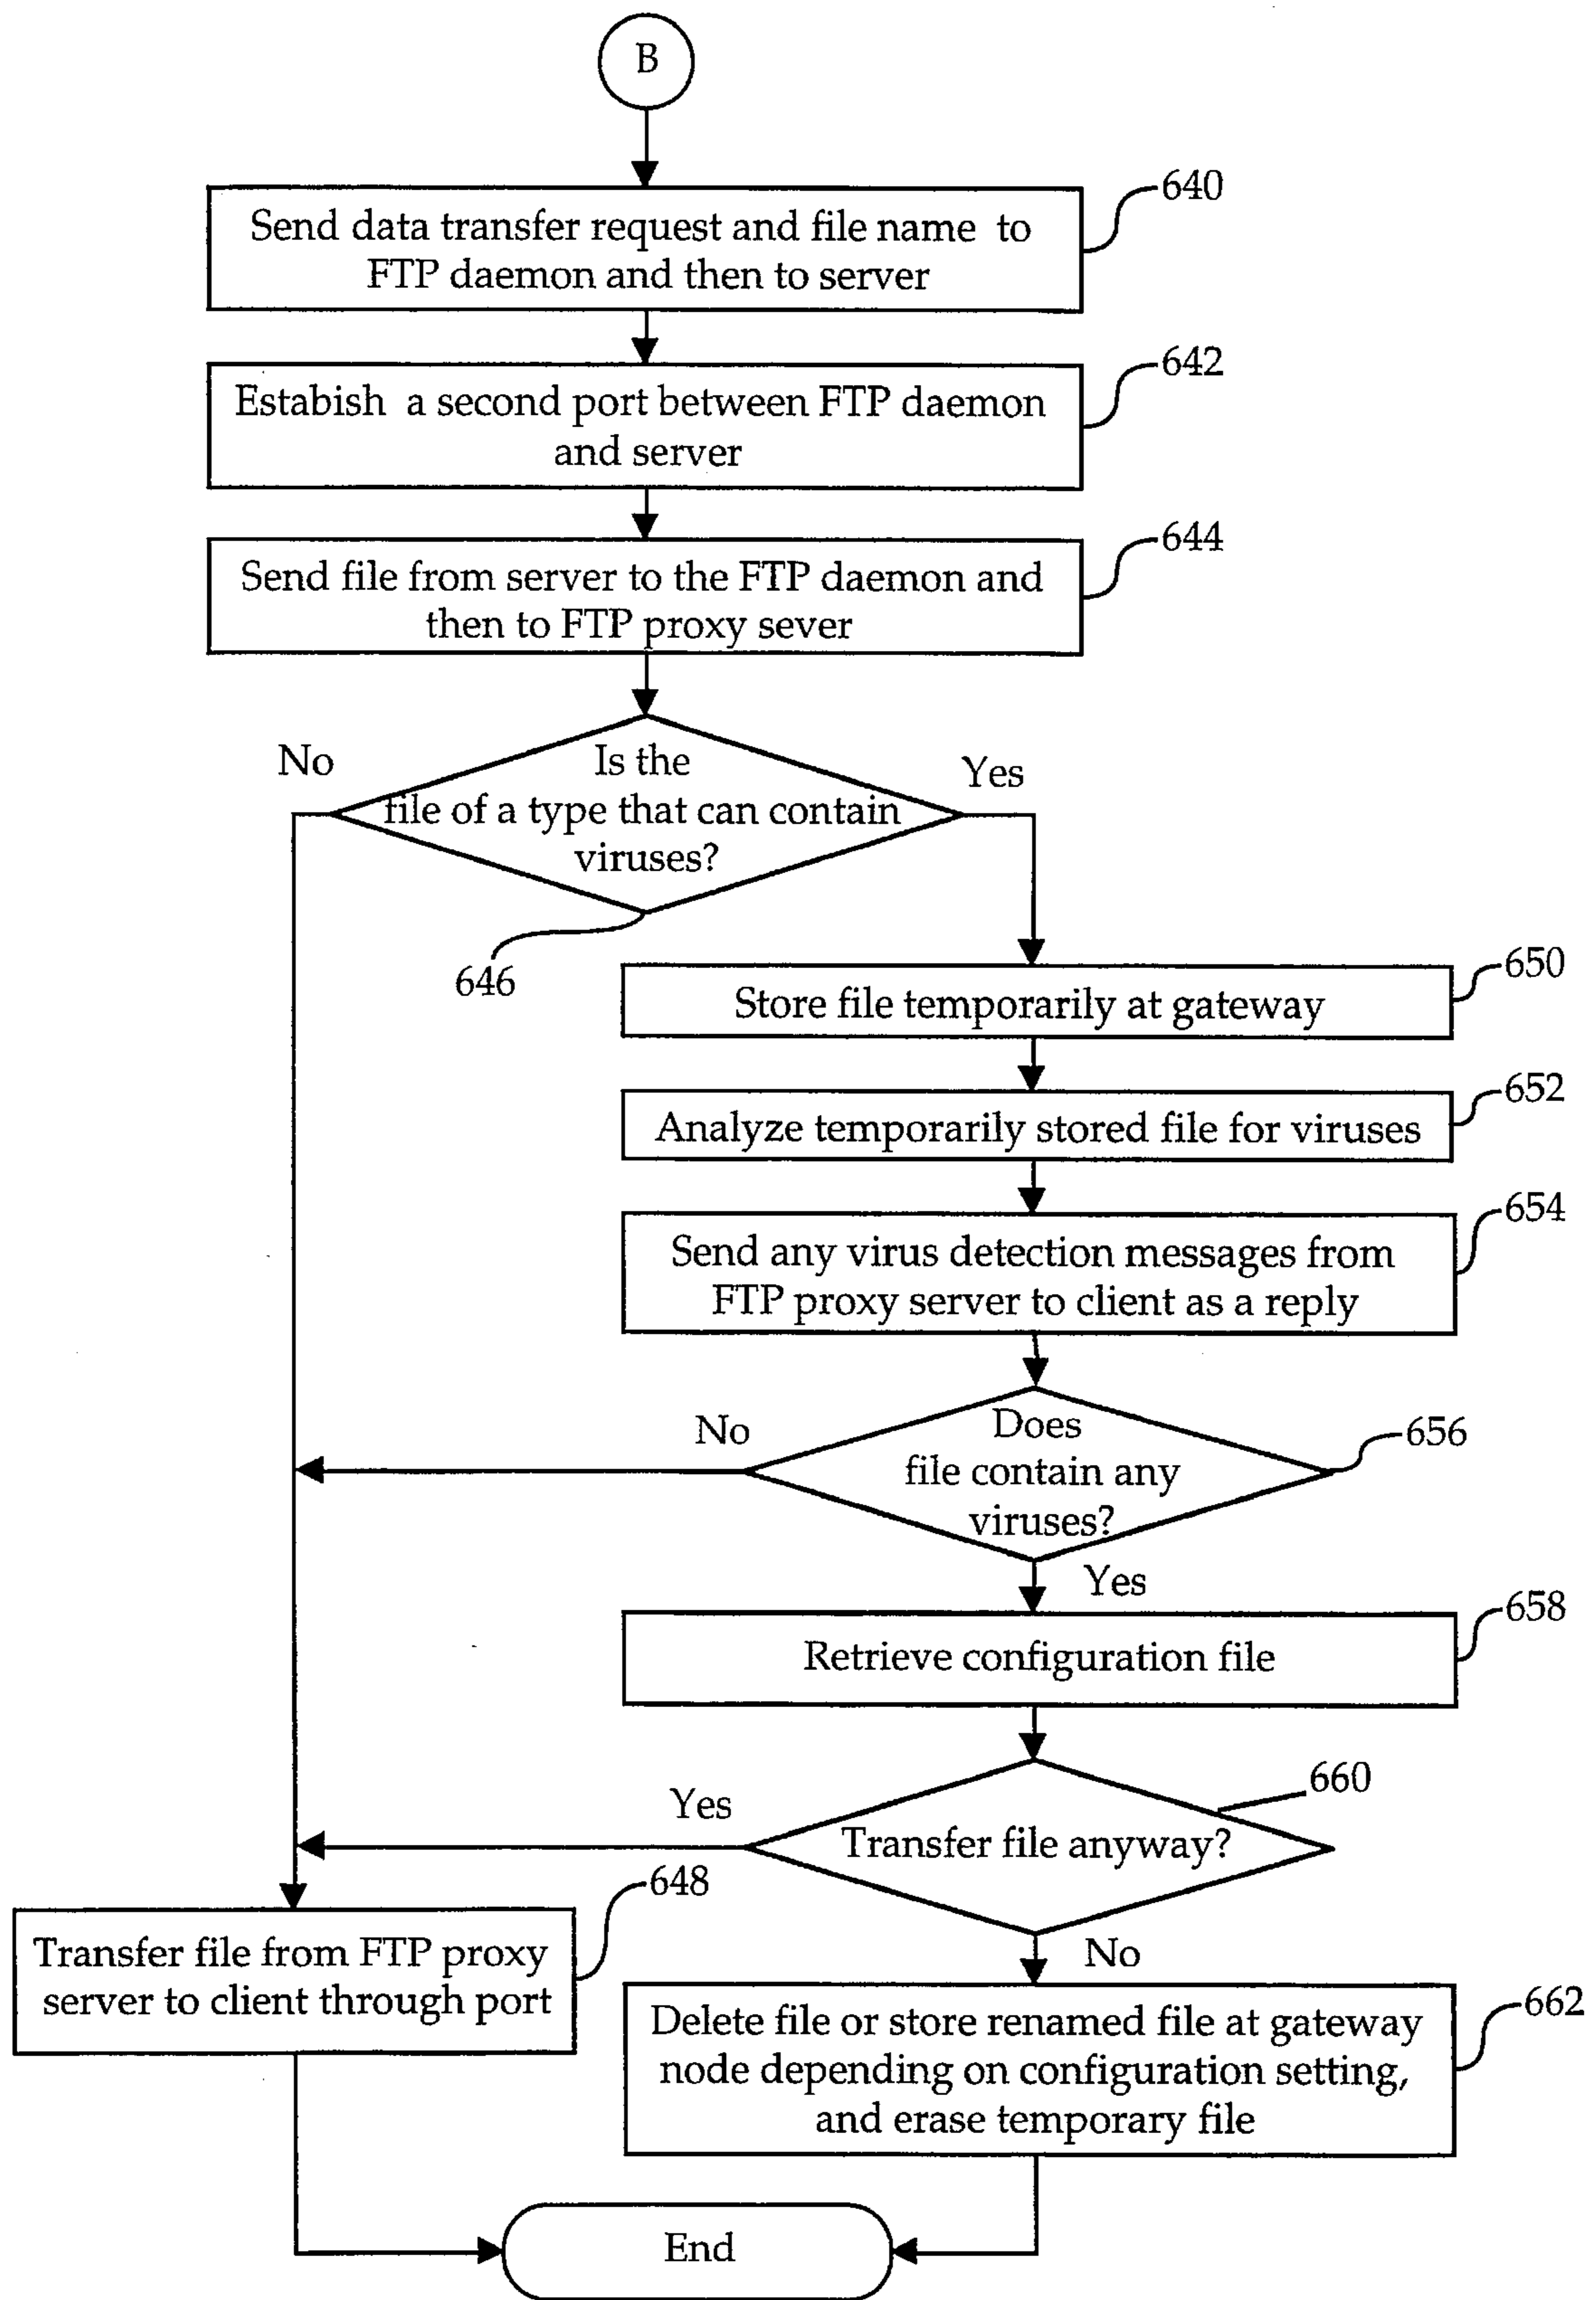 B
640
Send data transfer request and file name to
FTP daemon and then to server
642
Estabish a second port between FTP daemon
and server
644
Send file from server to the FTP daemon and
then to FTP proxy sever
No
Is the
file of a type that can contain
viruses?
Yes
646
650
Store file temporarily at gateway
652
Analyze temporarily stored file for viruses
654
Send any virus detection messages from
FTP proxy server to client as a reply
No
Does
file contain any
viruses?
656
Yes
658
Retrieve configuration file
660
Yes
Transfer file anyway?
648
Transfer file from FTP proxy
server to client through port
No
662
Delete file or store renamed file at gateway
node depending on configuration setting,
and erase temporary file
End